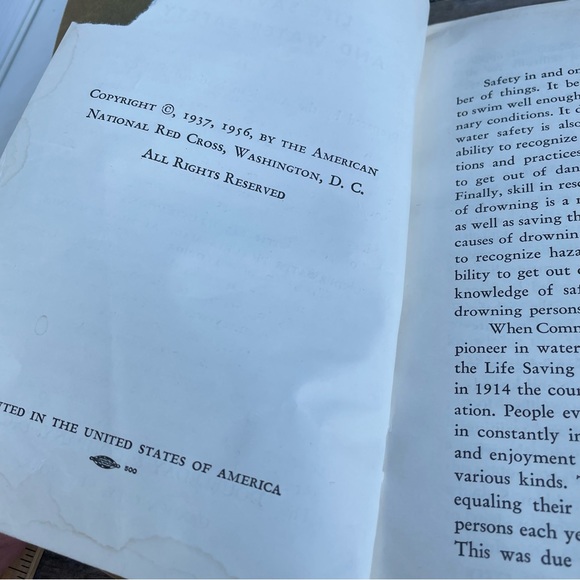 COPYRIGHT ©, 1937, 1956, BY THE AMERICAN
NATIONAL RED CROSS, WASHINGTON, D. C.
ALL RIGHTS RESERVED
TED IN THE UNITED STATES OF AMERICA
500
Safety in and on
ber of things. It be
to swim well enough
nary conditions. It d
water safety is also
ability to recognize
tions and practices
to get out of dan
Finally, skill in res
of drowning is a
as well as saving th
causes of drownin
to recognize haza
bility to get out
knowledge of saf
drowning persons
When Comm
pioneer in water
the Life Saving
in 1914 the cou
ation. People ev
in constantly in
and enjoyment
various kinds.
equaling their
persons each ye
This was due